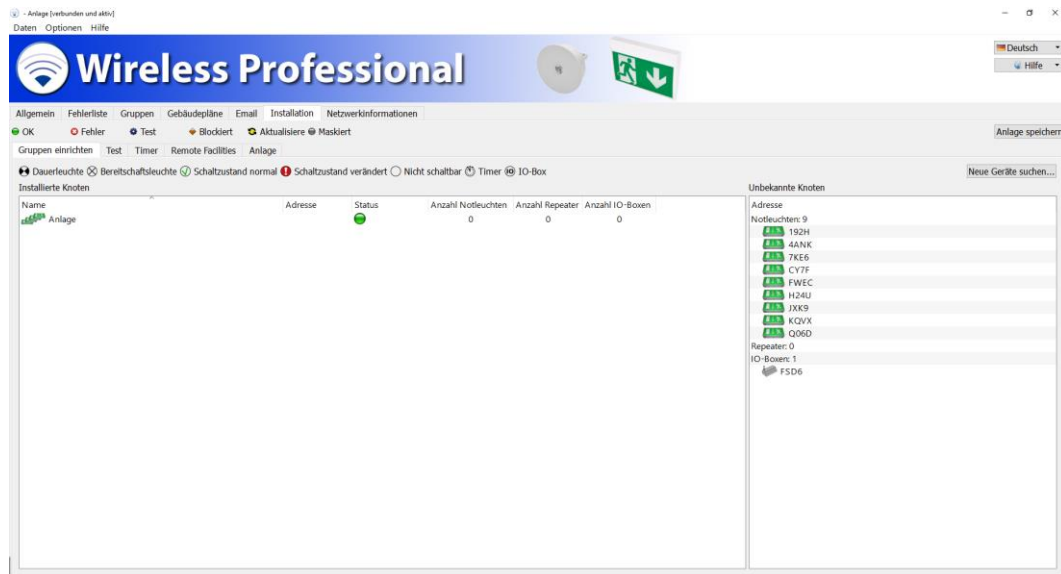 - Anlage [verbunden und aktiv]
Daten Optionen Hilfe
Wireless Professional
Deutsch
Hilfe
Allgemein Fehlerliste Gruppen Gebäudepläne Email Installation Netzwerkinformationen
OK Fehler Test Blockiert Aktualisiere Maskiert Anlage speichern
Gruppen einrichten Test Timer Remote Facilities Anlage
Dauerleuchte Bereitschaftsleuchte Schaltzustand normal Schaltzustand verändert Nicht schaltbar Timer IO-Box Neue Geräte suchen...
Installierte Knoten Unbekannte Knoten
Name Adresse Status Anzahl Notleuchten Anzahl Repeater Anzahl IO-Boxen Adresse
Anlage 0 0 0 Notleuchten: 9
192H
4ANK
7KE6
CY7F
FWEC
H24U
JXK9
KQVX
Q06D
Repeater: 0
IO-Boxen: 1
FSD6